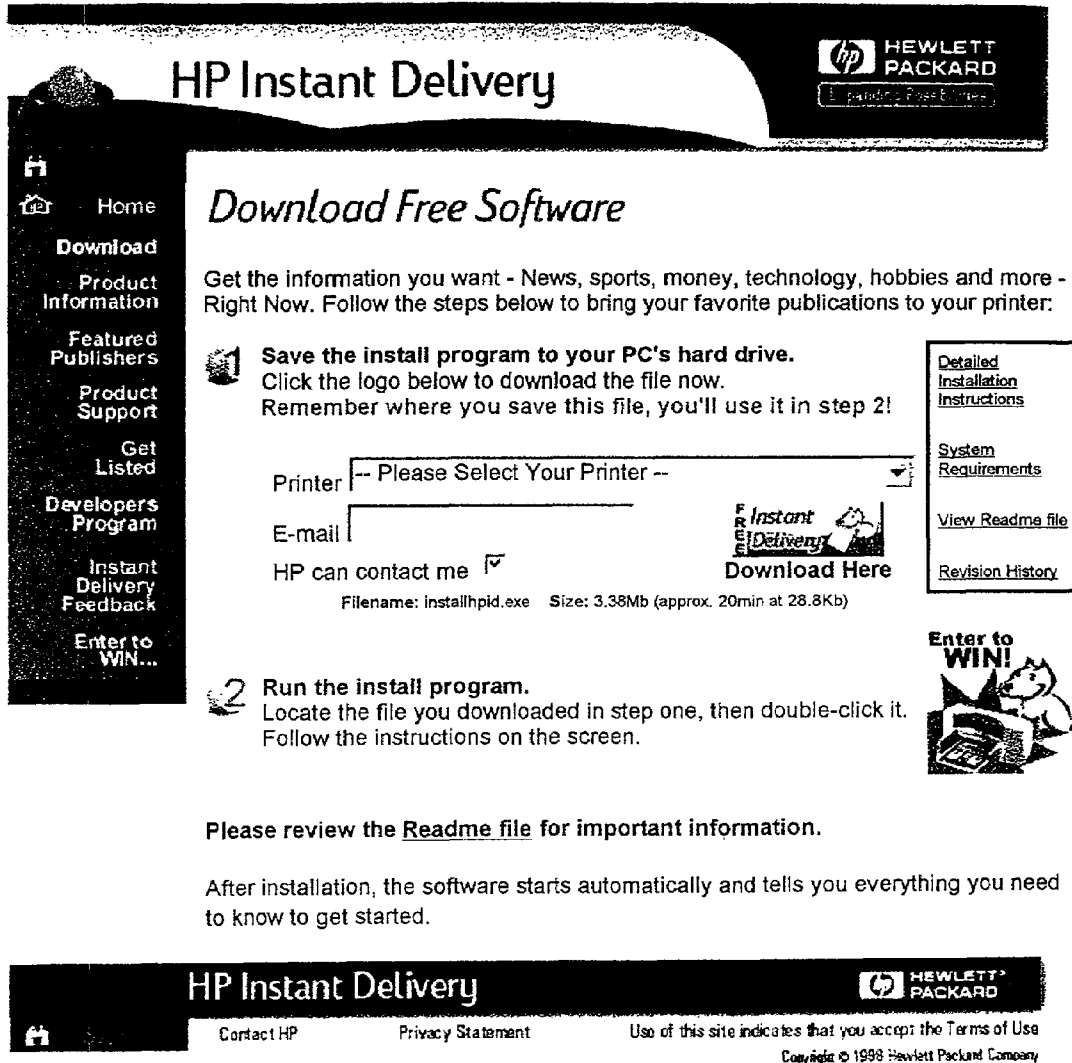 HP Instant Delivery
hp HEWLETT
PACKARD
Expanding Possibilities
Home
Download
Product
Information
Featured
Publishers
Product
Support
Get
Listed
Developers
Program
Instant
Delivery
Feedback
Enter to
WIN...
Download Free Software
Get the information you want - News, sports, money, technology, hobbies and more -
Right Now. Follow the steps below to bring your favorite publications to your printer:
1 Save the install program to your PC's hard drive.
Click the logo below to download the file now.
Remember where you save this file, you'll use it in step 2!
Printer -- Please Select Your Printer --
E-mail
HP can contact me
FREE Instant
Delivery
Download Here
Filename: installhpid.exe Size: 3.38Mb (approx. 20min at 28.8Kb)
Detailed
Installation
Instructions
System
Requirements
View Readme file
Revision History
Enter to
WIN!
2 Run the install program.
Locate the file you downloaded in step one, then double-click it.
Follow the instructions on the screen.
Please review the Readme file for important information.
After installation, the software starts automatically and tells you everything you need
to know to get started.
HP Instant Delivery
hp HEWLETT
PACKARD
Contact HP Privacy Statement Use of this site indicates that you accept the Terms of Use
Copyright © 1998 Hewlett Packard Company